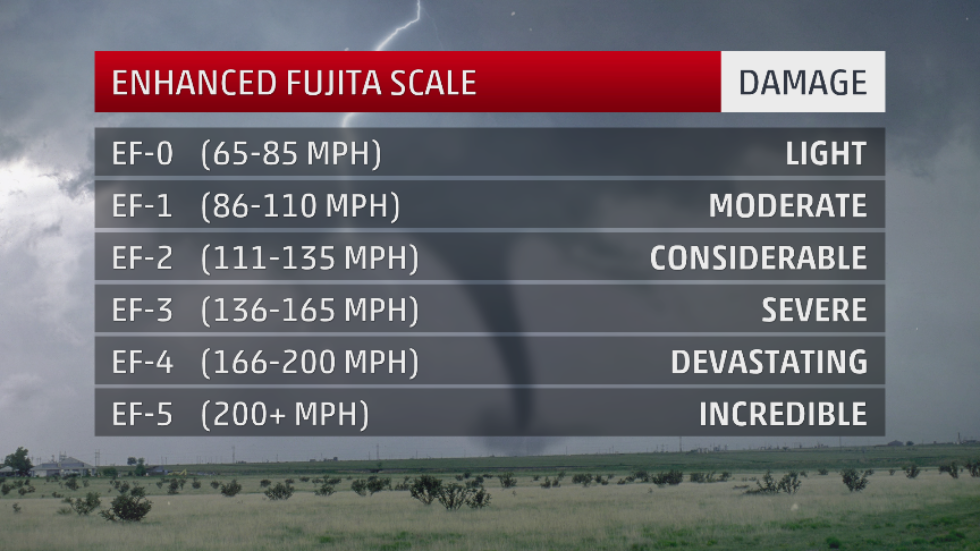 ENHANCED FUJITA SCALE DAMAGE
EF-0 (65-85 MPH) LIGHT
EF-1 (86-110 MPH) MODERATE
EF-2 (111-135 MPH) CONSIDERABLE
EF-3 (136-165 MPH) SEVERE
EF-4 (166-200 MPH) DEVASTATING
EF-5 (200+ MPH) INCREDIBLE